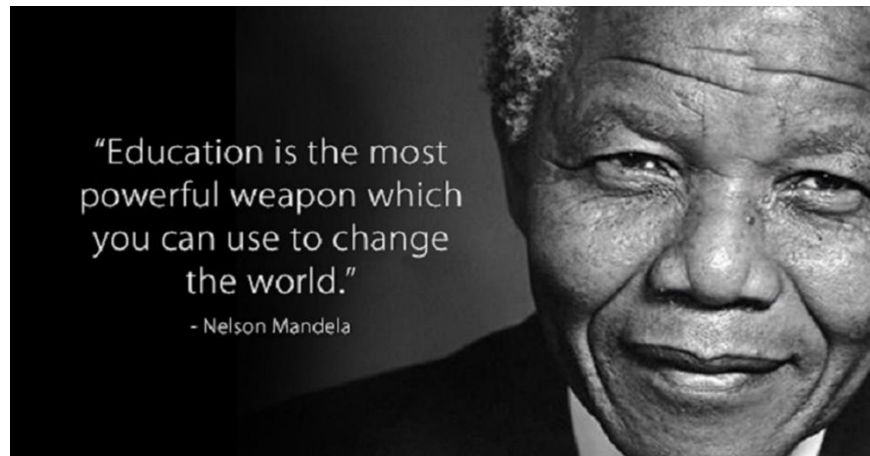 “Education is the most
powerful weapon which
you can use to change
the world.”
- Nelson Mandela